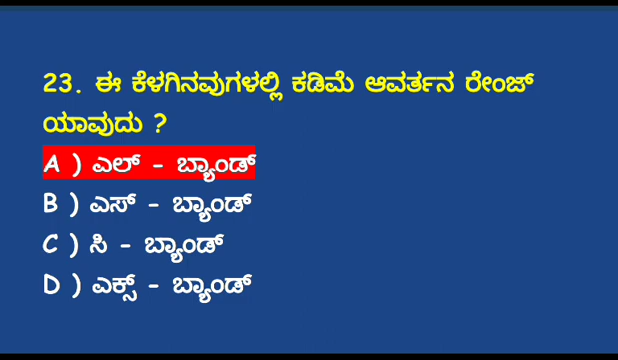 23. ಈ ಕೆಳಗಿನವುಗಳಲ್ಲಿ ಕಡಿಮೆ ಆವರ್ತನ ರೇಂಜ್
ಯಾವುದು ?
A ) ಎಲ್ - ಬ್ಯಾಂಡ್
B ) ಎಸ್ - ಬ್ಯಾಂಡ್
C ) ಸಿ - ಬ್ಯಾಂಡ್
D ) ಎಕ್ಸ್ - ಬ್ಯಾಂಡ್